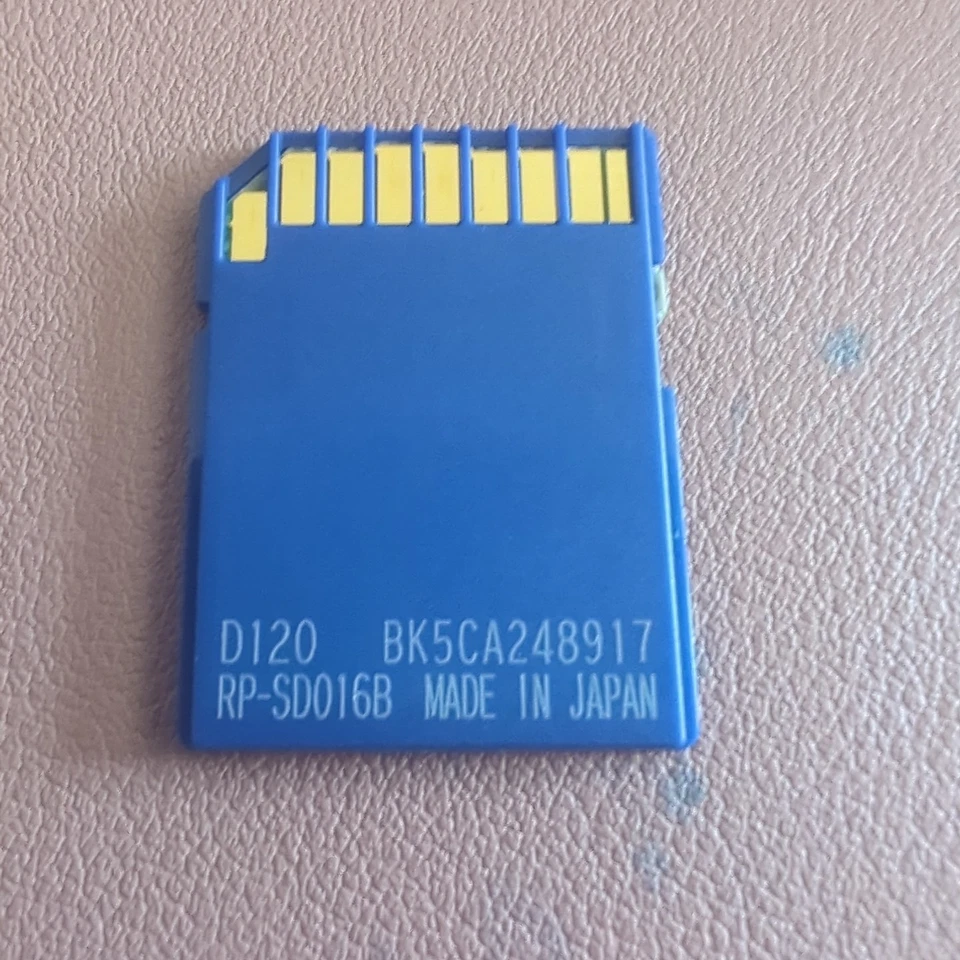 D120 BK5CA248917
RP-SD016B MADE IN JAPAN